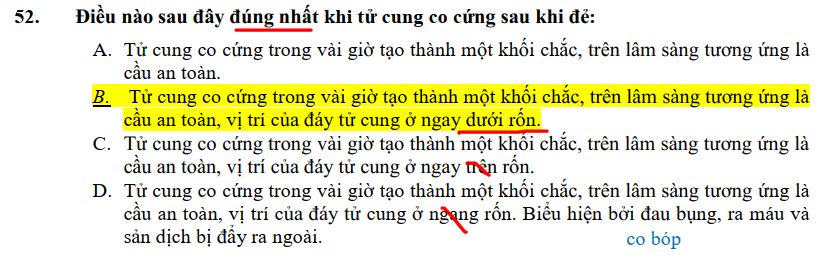 52. Điều nào sau đây đúng nhất khi tử cung co cứng sau khi đẻ:
A. Tử cung co cứng trong vài giờ tạo thành một khối chắc, trên lâm sàng tương ứng là
cầu an toàn.
B. Tử cung co cứng trong vài giờ tạo thành một khối chắc, trên lâm sàng tương ứng là
cầu an toàn, vị trí của đáy tử cung ở ngay dưới rốn.
C. Tử cung co cứng trong vài giờ tạo thành một khối chắc, trên lâm sàng tương ứng là
cầu an toàn, vị trí của đáy tử cung ở ngay trên rốn.
D. Tử cung co cứng trong vài giờ tạo thành một khối chắc, trên lâm sàng tương ứng là
cầu an toàn, vị trí của đáy tử cung ở ngang rốn. Biểu hiện bởi đau bụng, ra máu và
sản dịch bị đẩy ra ngoài. co bóp